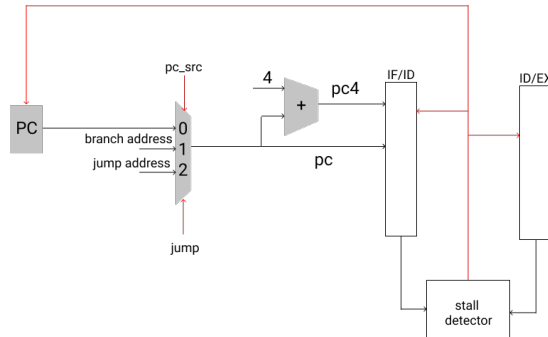 IF/ID
ID/EX
pc_src
4
pc4
PC
0
+
branch address
1
jump address
2
pc
jump
stall
detector